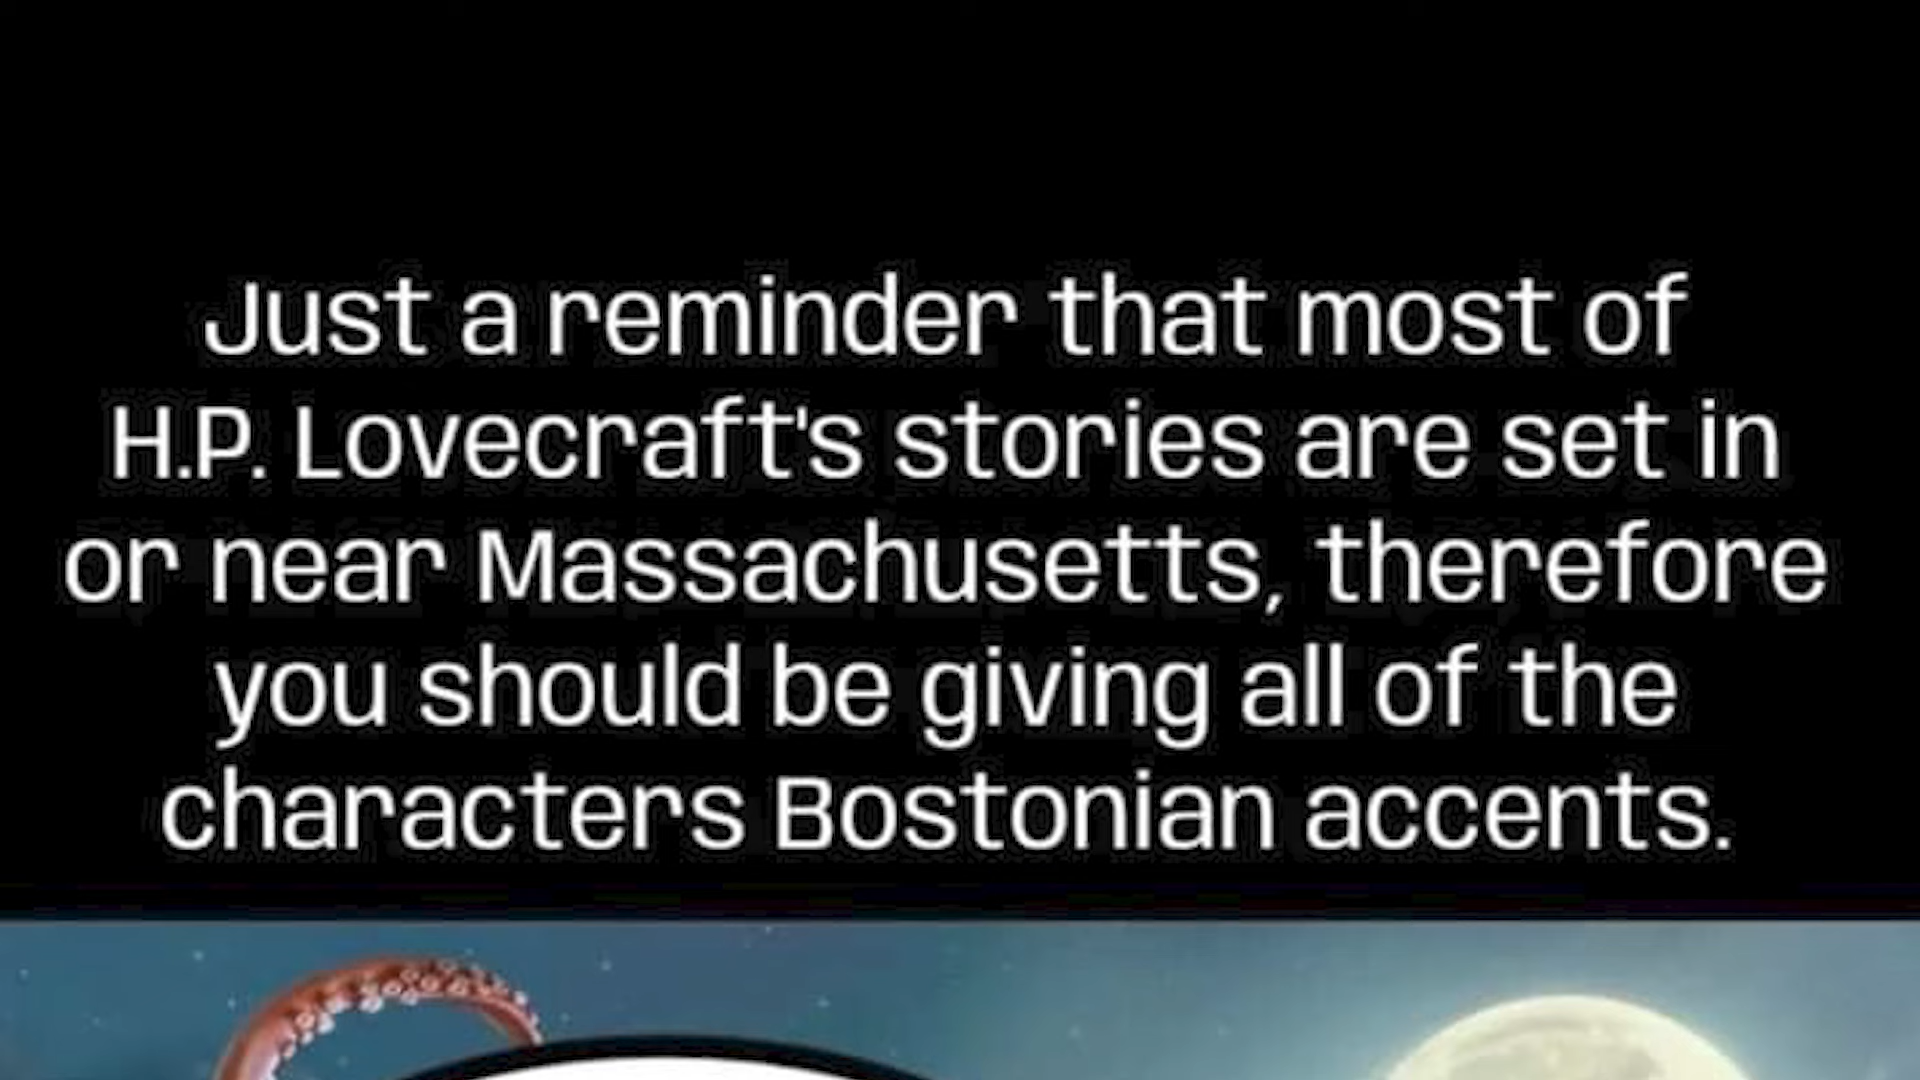 Just a reminder that most of
H.P. Lovecraft's stories are set in
or near Massachusetts, therefore
you should be giving all of the
characters Bostonian accents.